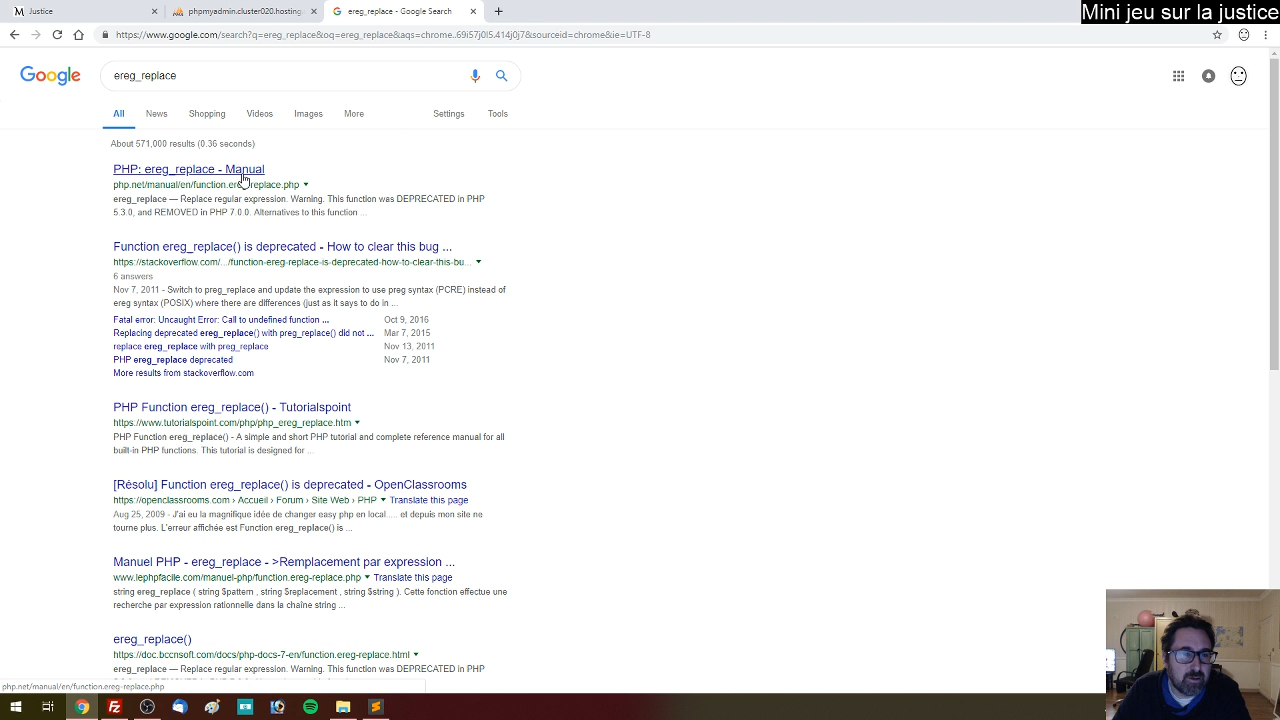 Justice
phpmyadmin.cluster020.hosting.
ereg_replace - Google Search
Mini jeu sur la justice
https://www.google.com/search?q=ereg_replace&oq=ereg_replace&aqs=chrome..69i57j0l5.414j0j7&sourceid=chrome&ie=UTF-8
Google
ereg_replace
All News Shopping Videos Images More Settings Tools
About 571,000 results (0.36 seconds)
PHP: ereg_replace - Manual
php.net/manual/en/function.ereg-replace.php
ereg_replace — Replace regular expression. Warning. This function was DEPRECATED in PHP
5.3.0, and REMOVED in PHP 7.0.0. Alternatives to this function ...
Function ereg_replace() is deprecated - How to clear this bug ...
https://stackoverflow.com/.../function-ereg-replace-is-deprecated-how-to-clear-this-bu...
6 answers
Nov 7, 2011 - Switch to preg_replace and update the expression to use preg syntax (PCRE) instead of
ereg syntax (POSIX) where there are differences (just as it says to do in ...
Fatal error: Uncaught Error: Call to undefined function ... Oct 9, 2016
Replacing deprecated ereg_replace() with preg_replace() did not ... Mar 7, 2015
replace ereg_replace with preg_replace Nov 13, 2011
PHP ereg_replace deprecated Nov 7, 2011
More results from stackoverflow.com
PHP Function ereg_replace() - Tutorialspoint
https://www.tutorialspoint.com/php/php_ereg_replace.htm
PHP Function ereg_replace() - A simple and short PHP tutorial and complete reference manual for all
built-in PHP functions. This tutorial is designed for ...
[Résolu] Function ereg_replace() is deprecated - OpenClassrooms
https://openclassrooms.com › Accueil › Forum › Site Web › PHP Translate this page
Aug 25, 2009 - J'ai eu la magnifique idée de changer easy php en local..... et depuis mon site ne
tourne plus. L'erreur affichée est Function ereg_replace() is ...
Manuel PHP - ereg_replace - >Remplacement par expression ...
www.lephpfacile.com/manuel-php/function.ereg-replace.php Translate this page
string ereg_replace ( string $pattern , string $replacement , string $string ). Cette fonction effectue une
recherche par expression rationnelle dans la chaîne string ...
ereg_replace()
https://doc.bccnsoft.com/docs/php-docs-7-en/function.ereg-replace.html
ereg_replace — Replace regular expression. Warning. This function was DEPRECATED in PHP
php.net/manual/en/function.ereg-replace.php